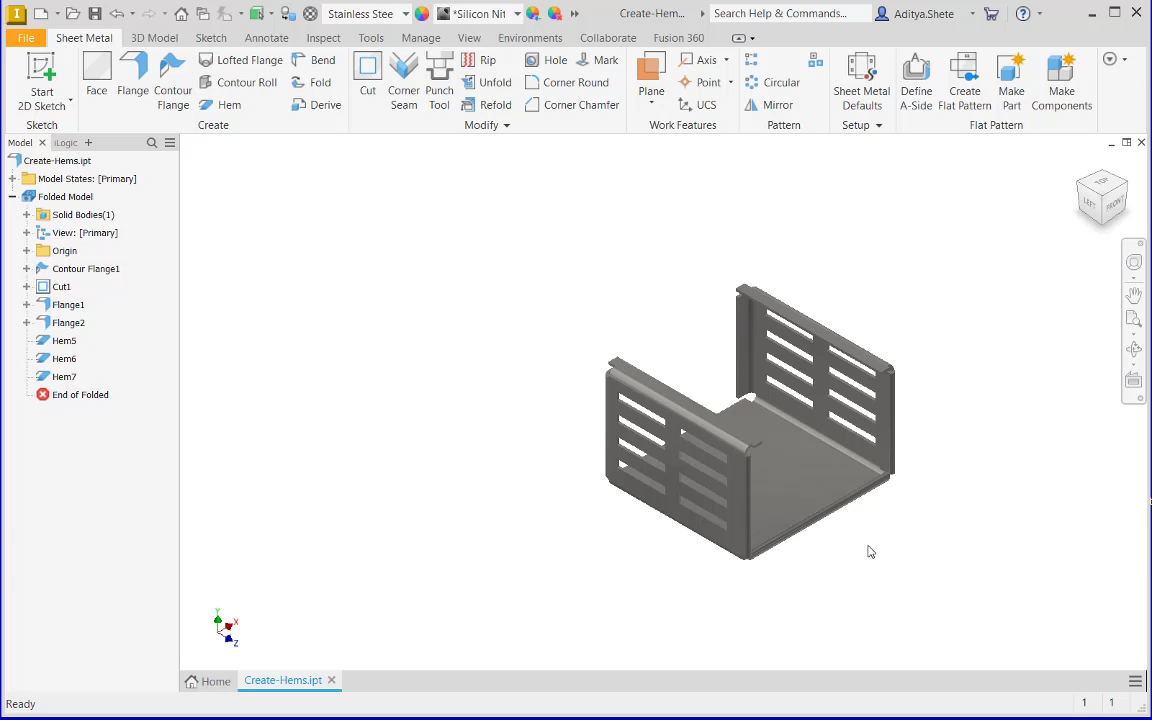 Stainless Stee
*Silicon Nit
Create-Hem...
Search Help & Commands...
Aditya.Shete
File
Sheet Metal
3D Model
Sketch
Annotate
Inspect
Tools
Manage
View
Environments
Collaborate
Fusion 360
Start
2D Sketch
Face
Flange
Contour
Flange
Lofted Flange
Contour Roll
Hem
Bend
Fold
Derive
Cut
Corner
Seam
Punch
Tool
Rip
Unfold
Refold
Hole
Mark
Corner Round
Corner Chamfer
Plane
Axis
Point
UCS
Circular
Mirror
Sheet Metal
Defaults
Define
A-Side
Create
Flat Pattern
Make
Part
Make
Components
Sketch
Create
Modify
Work Features
Pattern
Setup
Flat Pattern
Model
iLogic
Create-Hems.ipt
Model States: [Primary]
Folded Model
Solid Bodies(1)
View: [Primary]
Origin
Contour Flange1
Cut1
Flange1
Flange2
Hem5
Hem6
Hem7
End of Folded
TOP
LEFT
FRONT
Y
X
Z
Home
Create-Hems.ipt
Ready
1
1